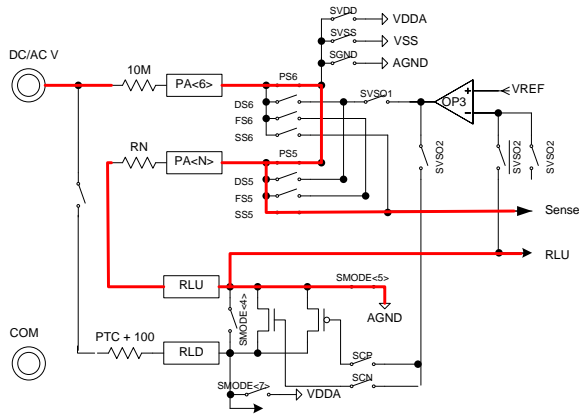 SVDD
VDDA
SVSS
VSS
SGND
AGND
DC/AC V
10M
PA<6>
PS6
DS6
FS6
SS6
SVSO1
OP3
+
-
VREF
SVSO2
SVSO2
SVSO2
RN
PA<N>
PS5
DS5
FS5
SS5
Sense
RLU
RLU
SMODE<5>
AGND
SMODE<4>
COM
PTC + 100
RLD
SCP
SCN
SMODE<7>
VDDA